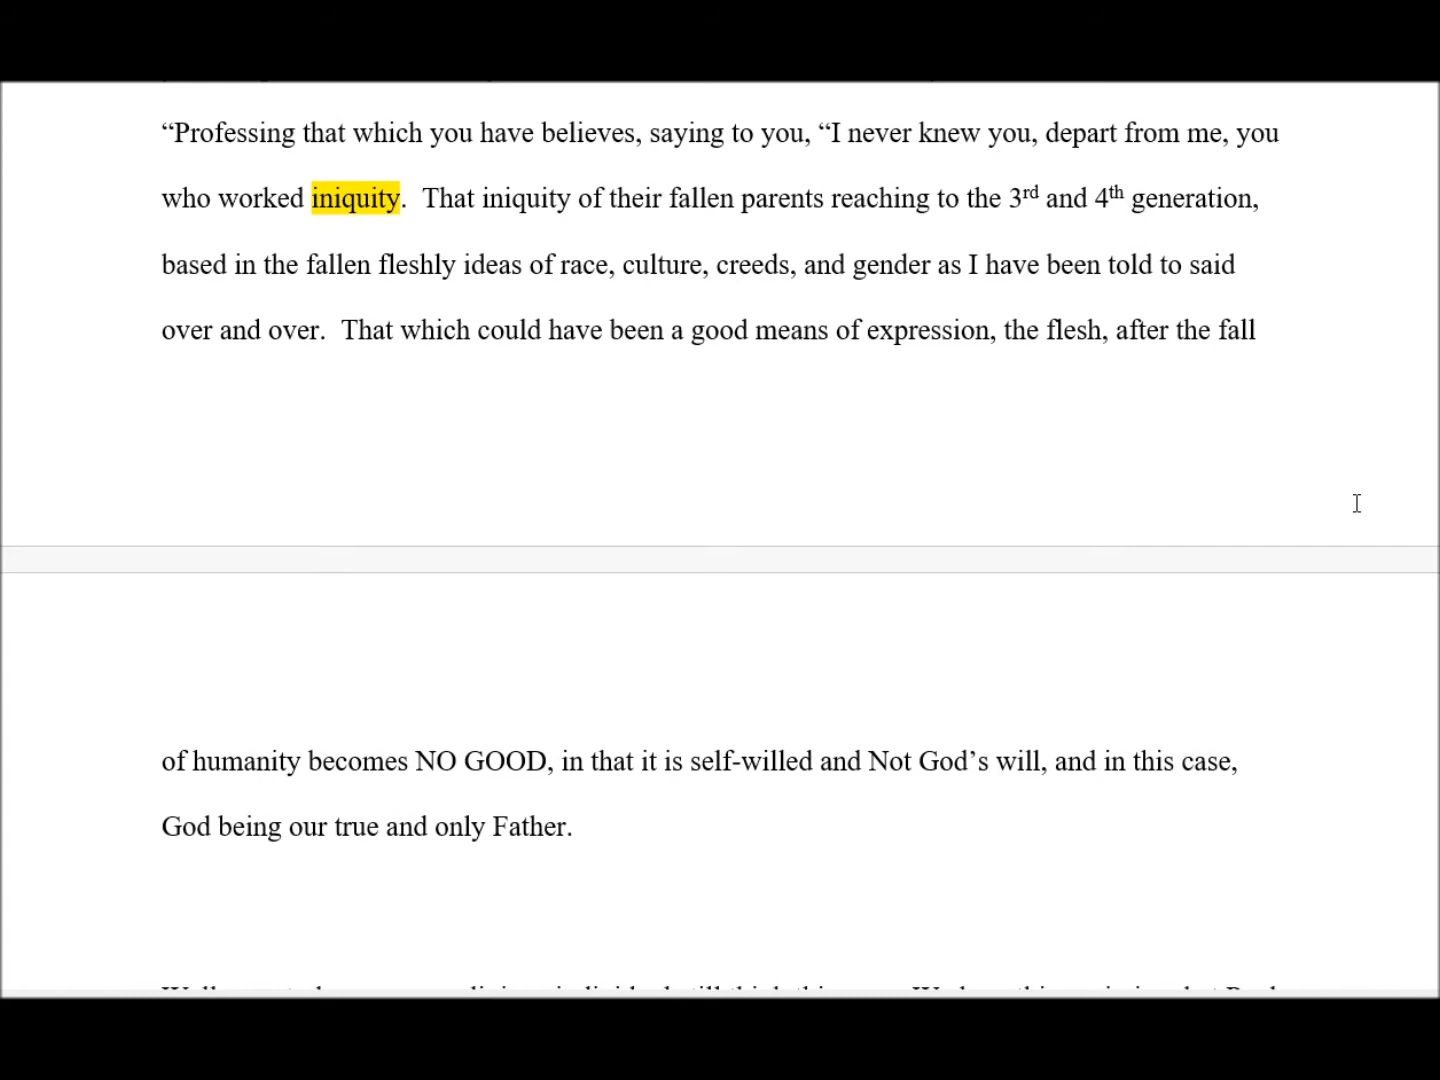 “Professing that which you have believes, saying to you, “I never knew you, depart from me, you
who worked iniquity.  That iniquity of their fallen parents reaching to the 3rd and 4th generation,
based in the fallen fleshly ideas of race, culture, creeds, and gender as I have been told to said
over and over.  That which could have been a good means of expression, the flesh, after the fall
of humanity becomes NO GOOD, in that it is self-willed and Not God’s will, and in this case,
God being our true and only Father.